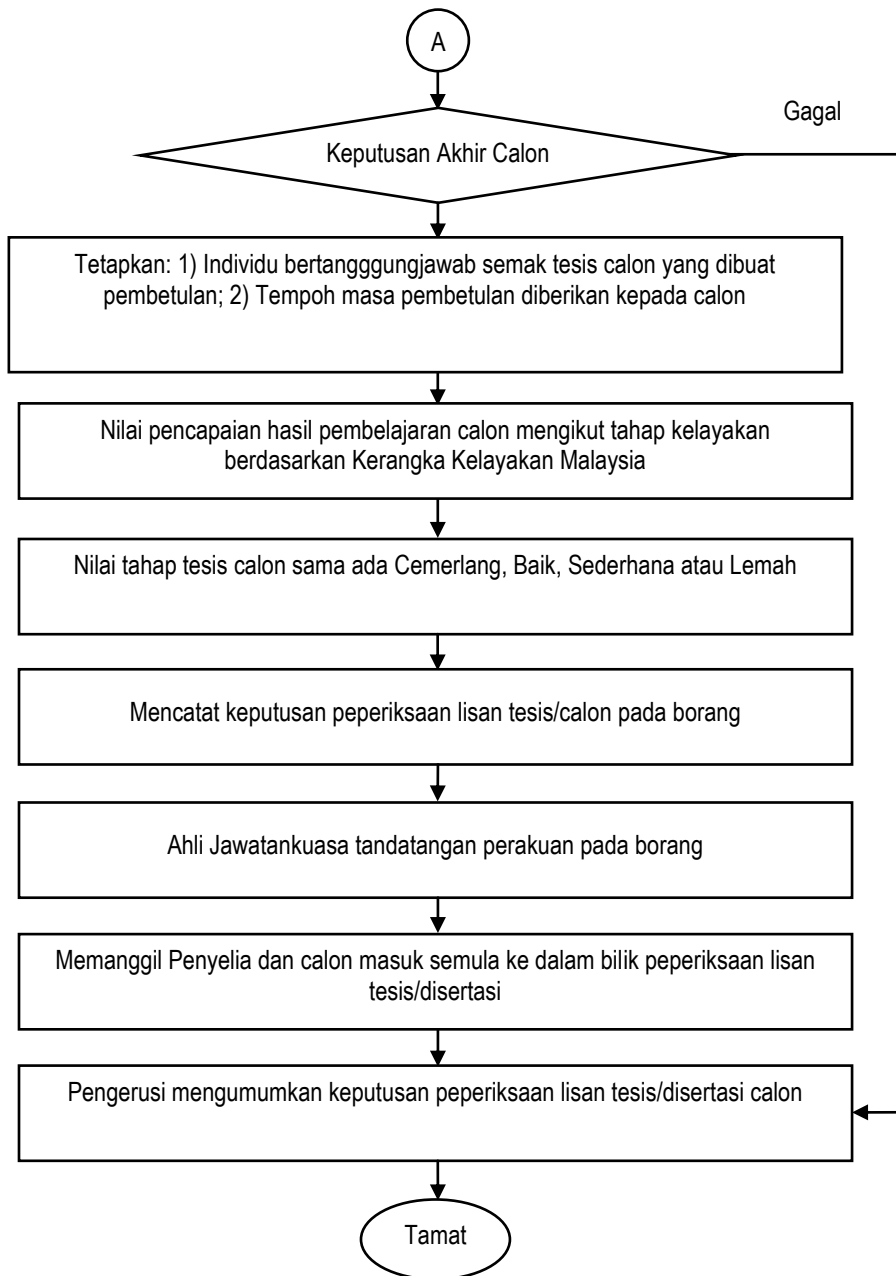 A
Gagal
Keputusan Akhir Calon
Tetapkan: 1) Individu bertangggungjawab semak tesis calon yang dibuat
pembetulan; 2) Tempoh masa pembetulan diberikan kepada calon
Nilai pencapaian hasil pembelajaran calon mengikut tahap kelayakan
berdasarkan Kerangka Kelayakan Malaysia
Nilai tahap tesis calon sama ada Cemerlang, Baik, Sederhana atau Lemah
Mencatat keputusan peperiksaan lisan tesis/calon pada borang
Ahli Jawatankuasa tandatangan perakuan pada borang
Memanggil Penyelia dan calon masuk semula ke dalam bilik peperiksaan lisan
tesis/disertasi
Pengerusi mengumumkan keputusan peperiksaan lisan tesis/disertasi calon
Tamat